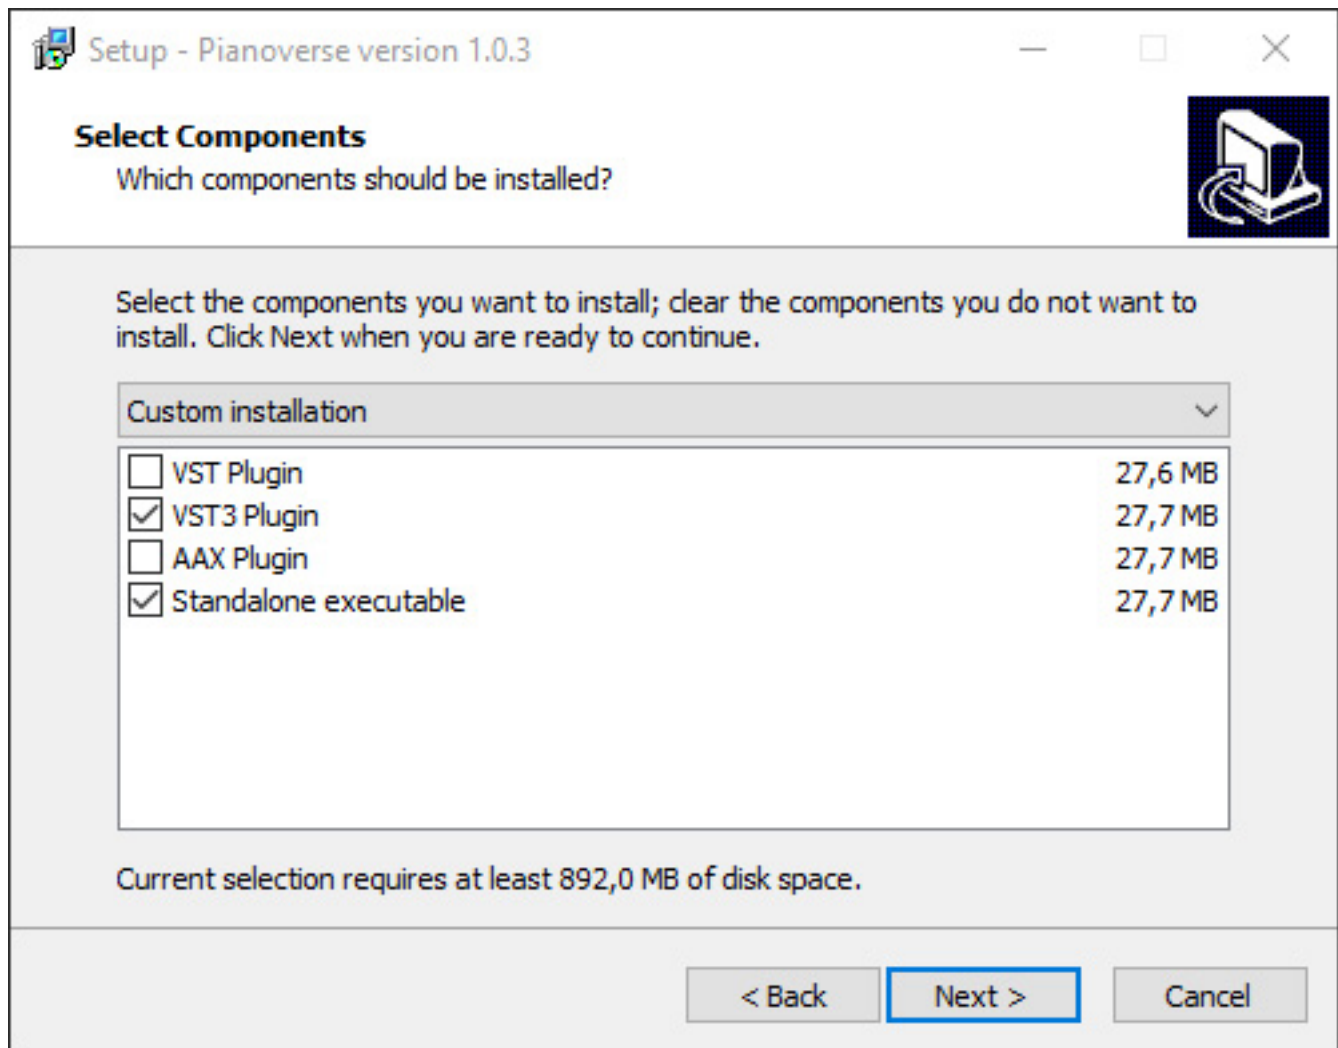 Setup - Pianoverse version 1.0.3
Select Components
Which components should be installed?
Select the components you want to install; clear the components you do not want to
install. Click Next when you are ready to continue.
Custom installation
VST Plugin 27,6 MB
VST3 Plugin 27,7 MB
AAX Plugin 27,7 MB
Standalone executable 27,7 MB
Current selection requires at least 892,0 MB of disk space.
< Back Next > Cancel